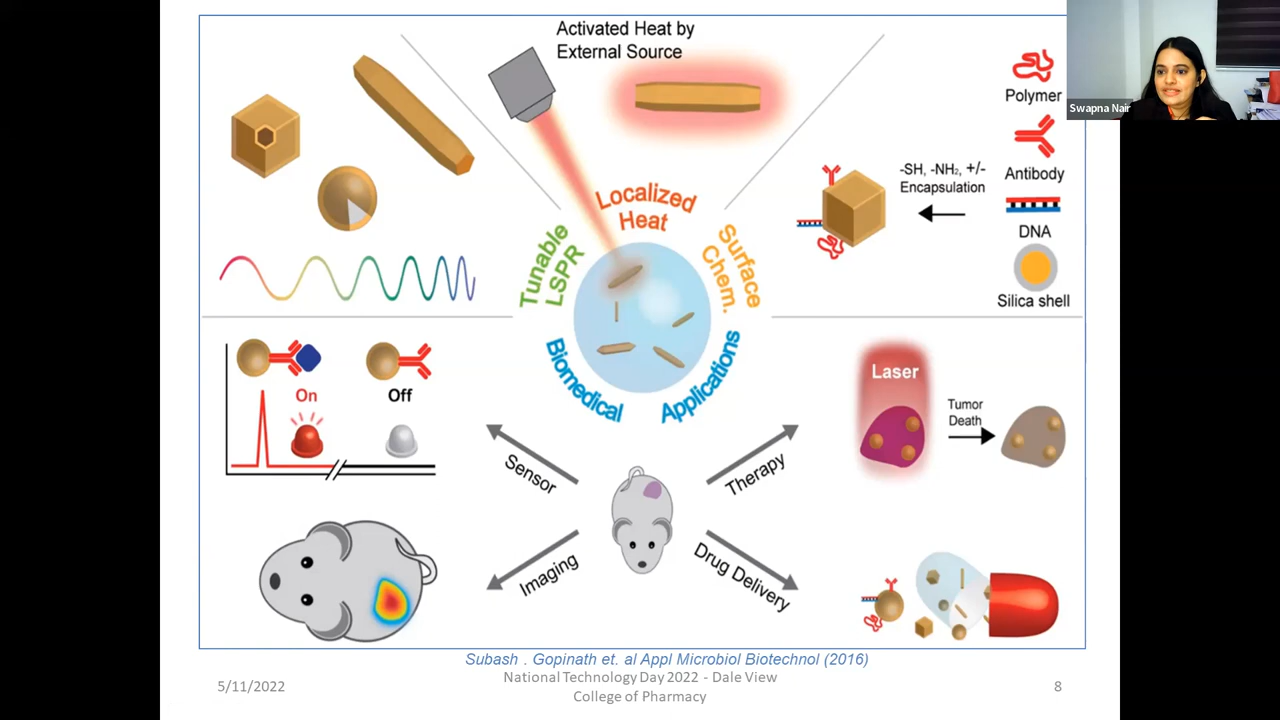 Activated Heat by
External Source
Swapna Nair
Polymer
Antibody
DNA
Silica shell
-SH, -NH₂, +/-
Encapsulation
Localized
Heat
Tunable
LSPR
Surface
Chem.
Biomedical
Applications
On
Off
Laser
Tumor
Death
Sensor
Therapy
Imaging
Drug Delivery
Subash . Gopinath et. al Appl Microbiol Biotechnol (2016)
5/11/2022
National Technology Day 2022 - Dale View
College of Pharmacy
8